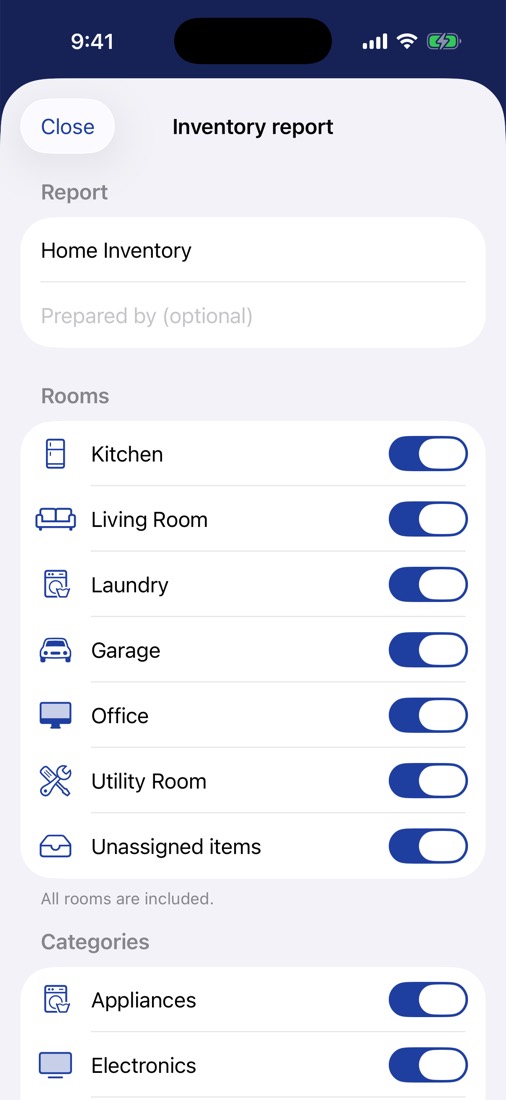 9:41
Close
Inventory report
Report
Home Inventory
Prepared by (optional)
Rooms
Kitchen
Living Room
Laundry
Garage
Office
Utility Room
Unassigned items
All rooms are included.
Categories
Appliances
Electronics